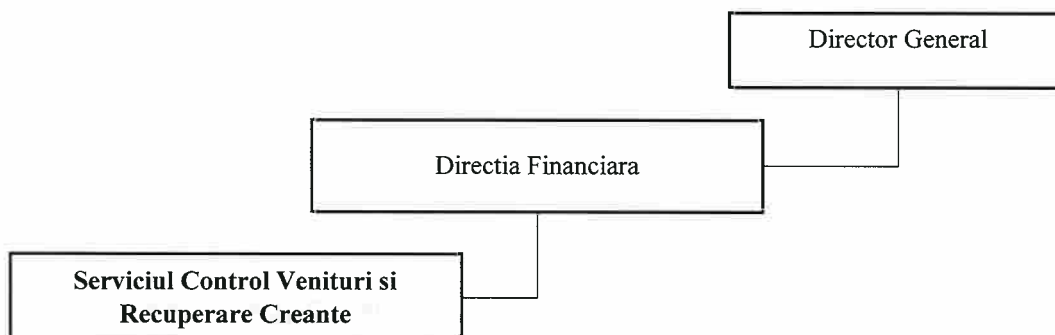 Director General
Directia Financiara
Serviciul Control Venituri si
Recuperare Creante